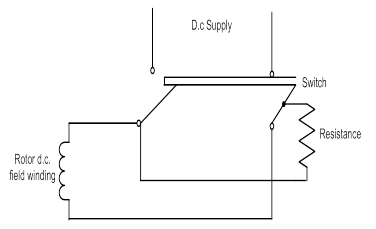 D.c Supply
Switch
Resistance
Rotor d.c.
field winding